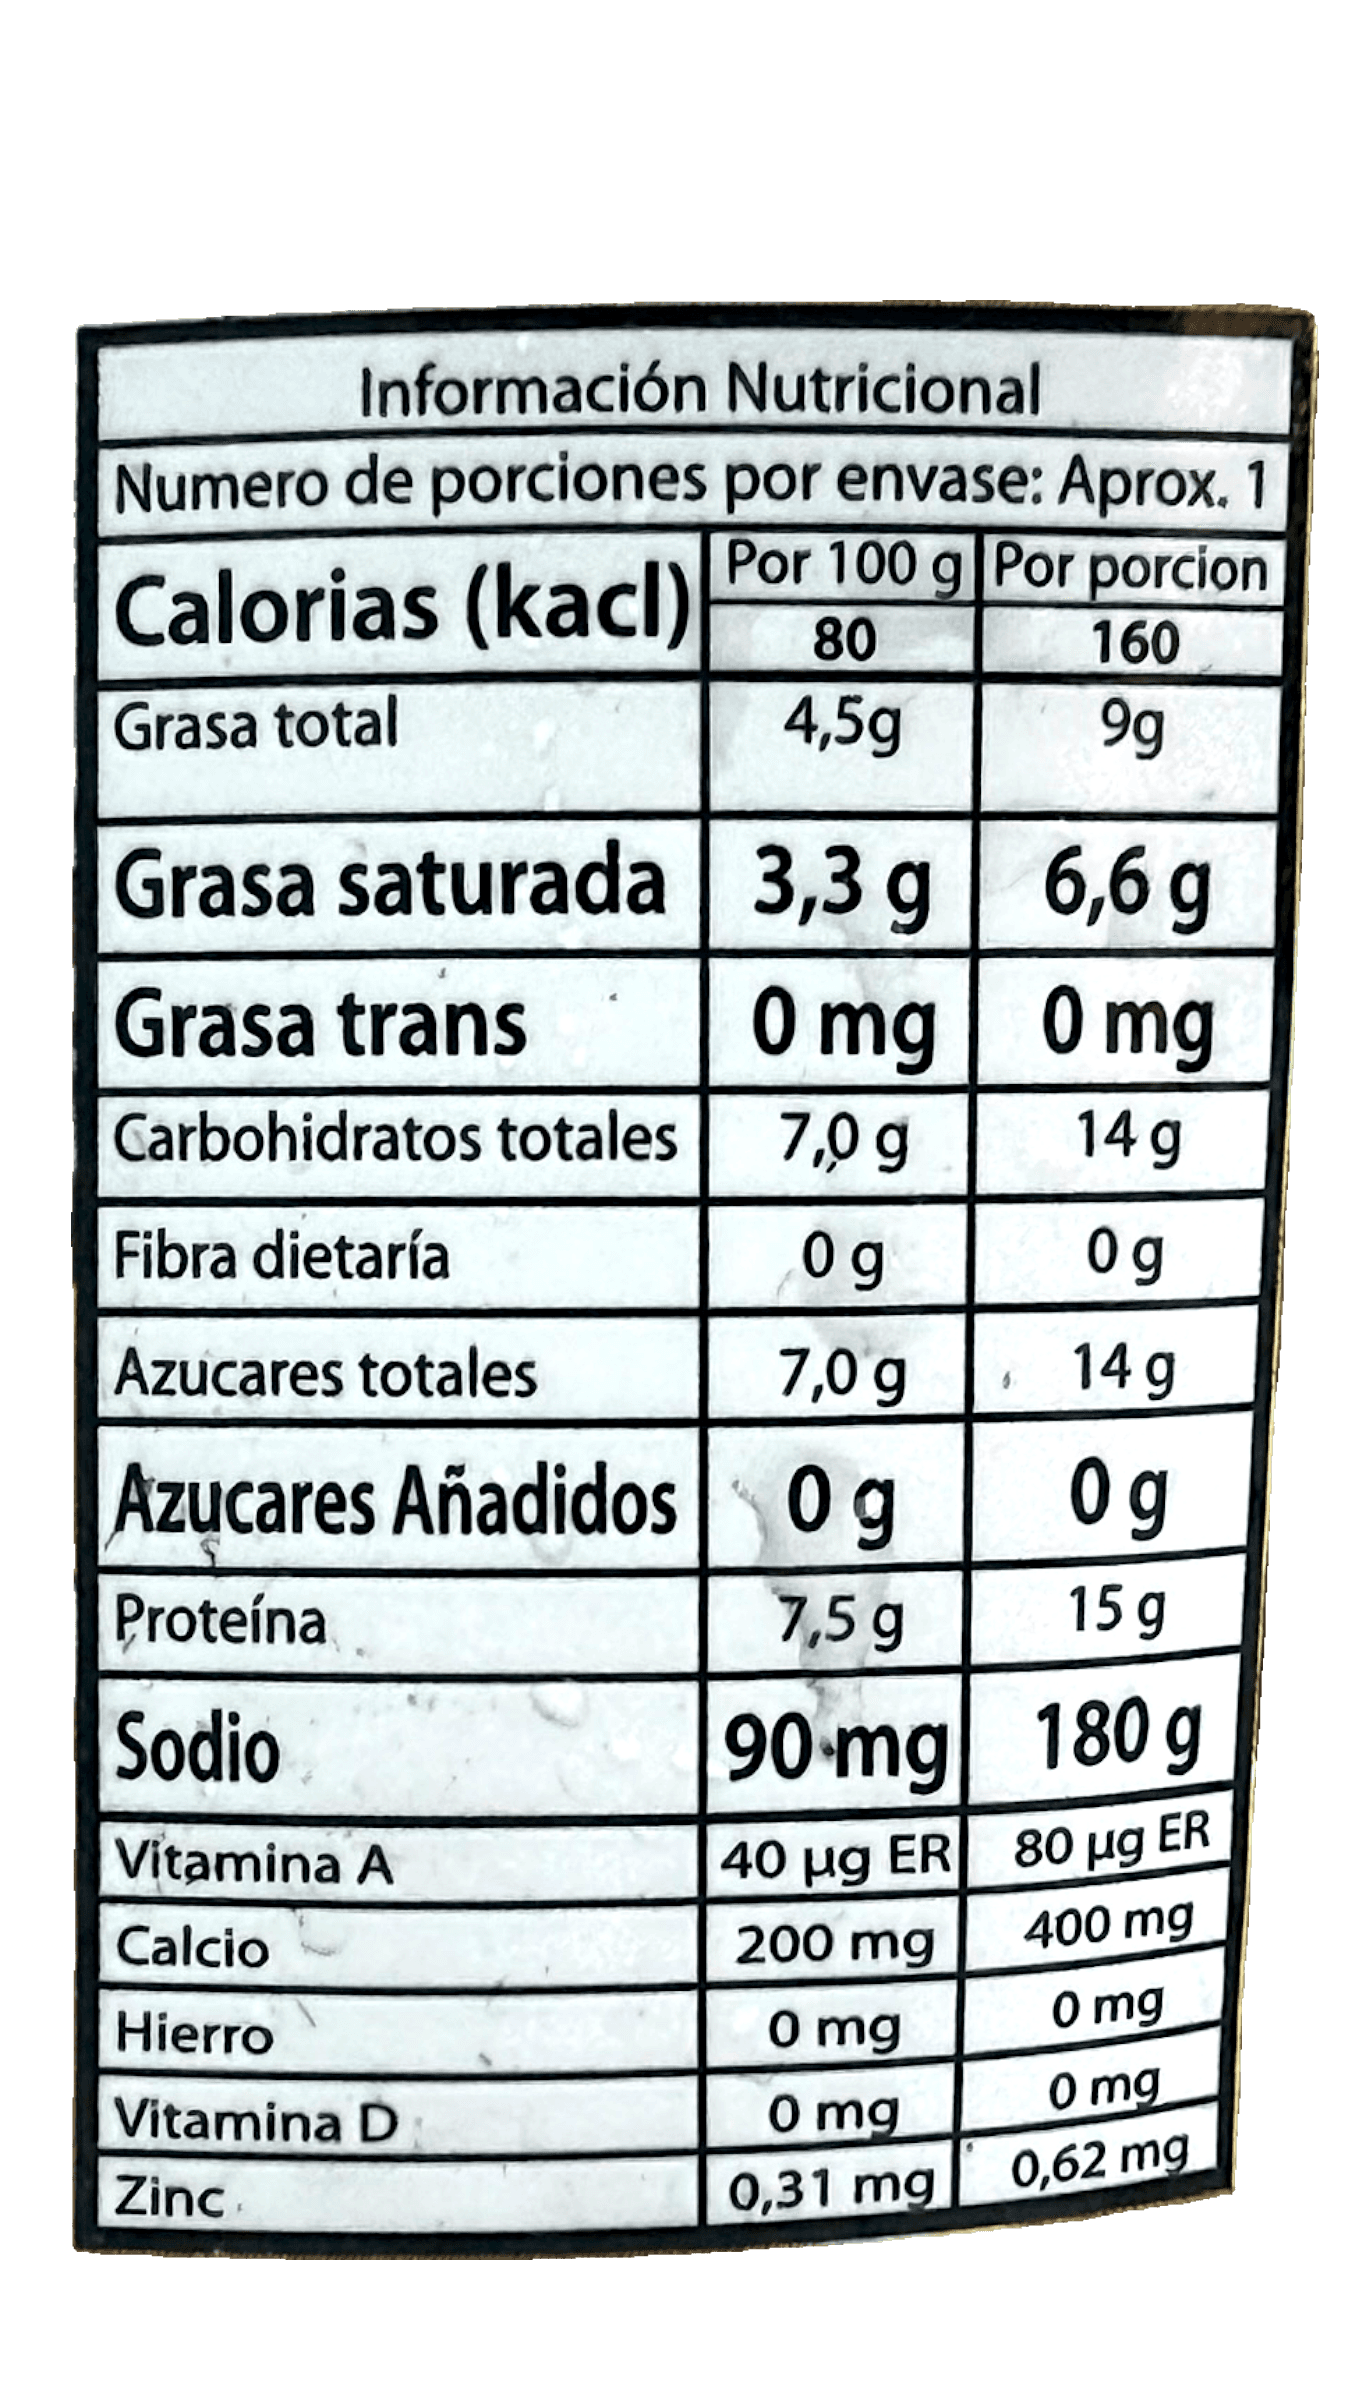 Información Nutricional
Numero de porciones por envase: Aprox. 1
Calorias (kacl) Por 100 g Por porcion
80 160
Grasa total 4,5g 9g
Grasa saturada 3,3 g 6,6 g
Grasa trans 0 mg 0 mg
Carbohidratos totales 7,0 g 14 g
Fibra dietaría 0 g 0 g
Azucares totales 7,0 g 14 g
Azucares Añadidos 0 g 0 g
Proteína 7,5 g 15 g
Sodio 90 mg 180 g
Vitamina A 40 µg ER 80 µg ER
Calcio 200 mg 400 mg
Hierro 0 mg 0 mg
Vitamina D 0 mg 0 mg
Zinc 0,31 mg 0,62 mg